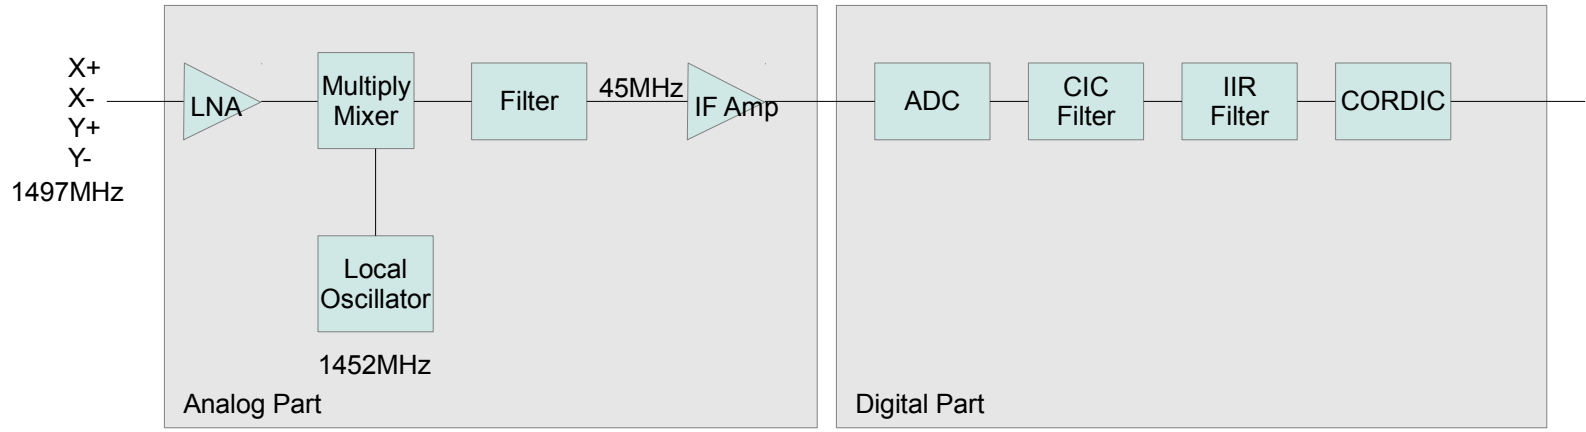 X+
X-
Y+
Y-
1497MHz
LNA
Multiply
Mixer
Filter
45MHz
IF Amp
Local
Oscillator
1452MHz
Analog Part
ADC
CIC
Filter
IIR
Filter
CORDIC
Digital Part